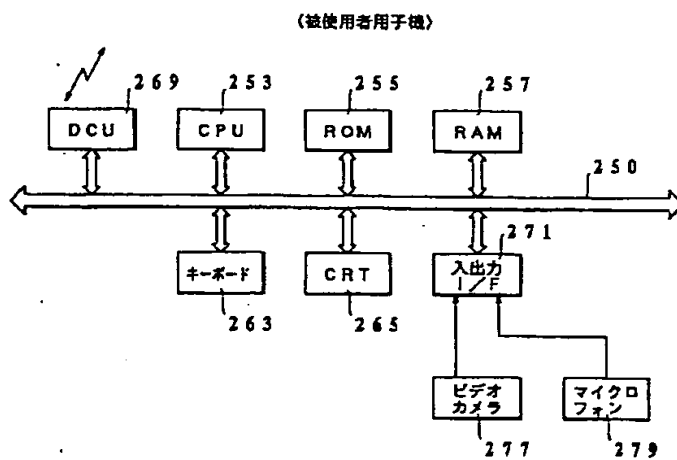 〈被使用者用子機〉
269
253
255
257
DCU
CPU
ROM
RAM
250
271
キーボード
CRT
入出力
I/F
263
265
ビデオ
カメラ
マイクロ
フォン
277
279